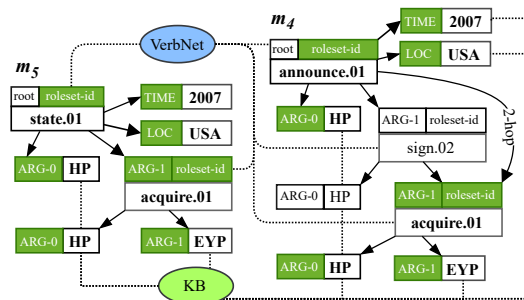 VerbNet
m5
root roleset-id
state.01
TIME 2007
LOC USA
ARG-0 HP
ARG-1 roleset-id
acquire.01
ARG-0 HP
ARG-1 EYP
KB
m4
root roleset-id
announce.01
TIME 2007
LOC USA
ARG-0 HP
ARG-1 roleset-id
sign.02
2-hop
ARG-0 HP
ARG-1 roleset-id
acquire.01
ARG-0 HP
ARG-1 EYP